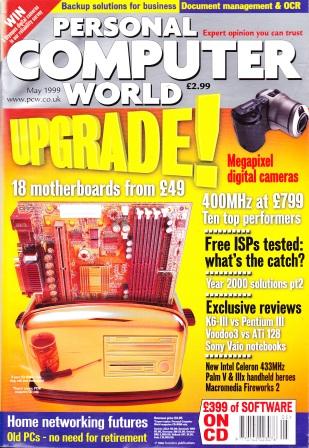 Backup solutions for business Document management & OCR
WIN
PERSONAL
Expert opinion you can trust
COMPUTER
May 1999
www.pcw.co.uk
WORLD
£2.99
UPGRADE!
Megapixel
digital cameras
18 motherboards from £49
400MHz at £799
Ten top performers
Free ISPs tested:
what's the catch?
Year 2000 solutions pt2
Exclusive reviews
K6-III vs Pentium III
Voodoo3 vs ATi 128
Sony Vaio notebooks
New Intel Celeron 433MHz
Palm V & IIIx handheld heroes
Macromedia Fireworks 2
£399 of SOFTWARE
ON
CD
Home networking futures
Old PCs - no need for retirement